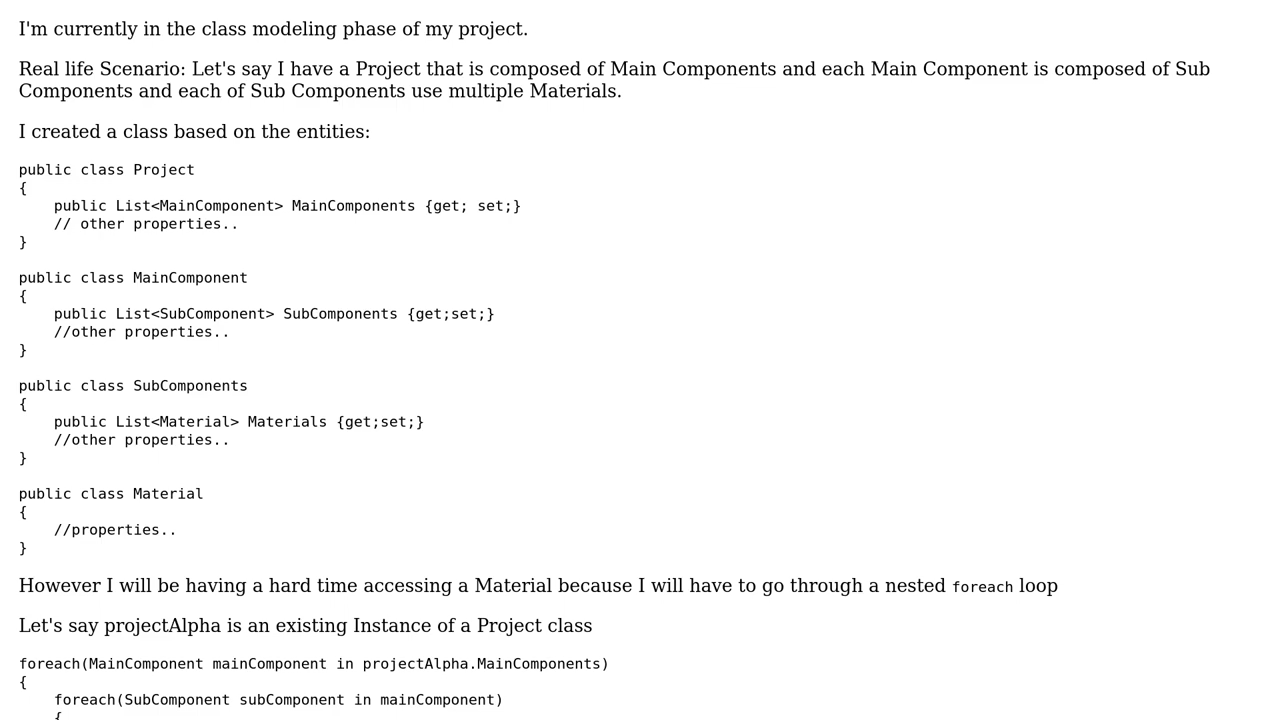 I'm currently in the class modeling phase of my project.
Real life Scenario: Let's say I have a Project that is composed of Main Components and each Main Component is composed of Sub
Components and each of Sub Components use multiple Materials.
I created a class based on the entities:
public class Project
{
    public List<MainComponent> MainComponents {get; set;}
    // other properties..
}
public class MainComponent
{
    public List<SubComponent> SubComponents {get;set;}
    //other properties..
}
public class SubComponents
{
    public List<Material> Materials {get;set;}
    //other properties..
}
public class Material
{
    //properties..
}
However I will be having a hard time accessing a Material because I will have to go through a nested foreach loop
Let's say projectAlpha is an existing Instance of a Project class
foreach(MainComponent mainComponent in projectAlpha.MainComponents)
{
    foreach(SubComponent subComponent in mainComponent)
    {